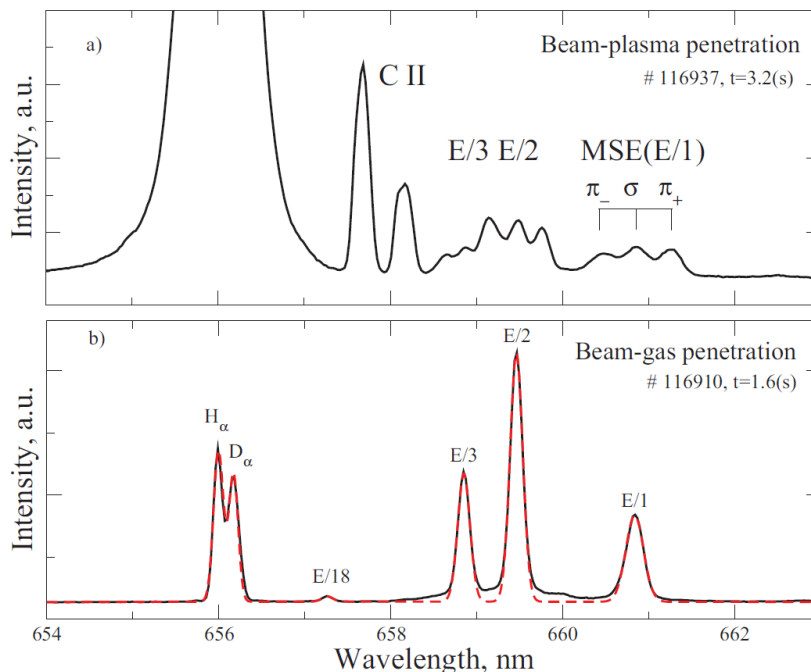 a)
Beam-plasma penetration
# 116937, t=3.2(s)
C II
E/3 E/2
MSE(E/1)
π_ σ π+
Intensity, a.u.
b)
E/2
Beam-gas penetration
# 116910, t=1.6(s)
Hα
Dα
E/3
E/1
E/18
Intensity, a.u.
654 656 658 660 662
Wavelength, nm